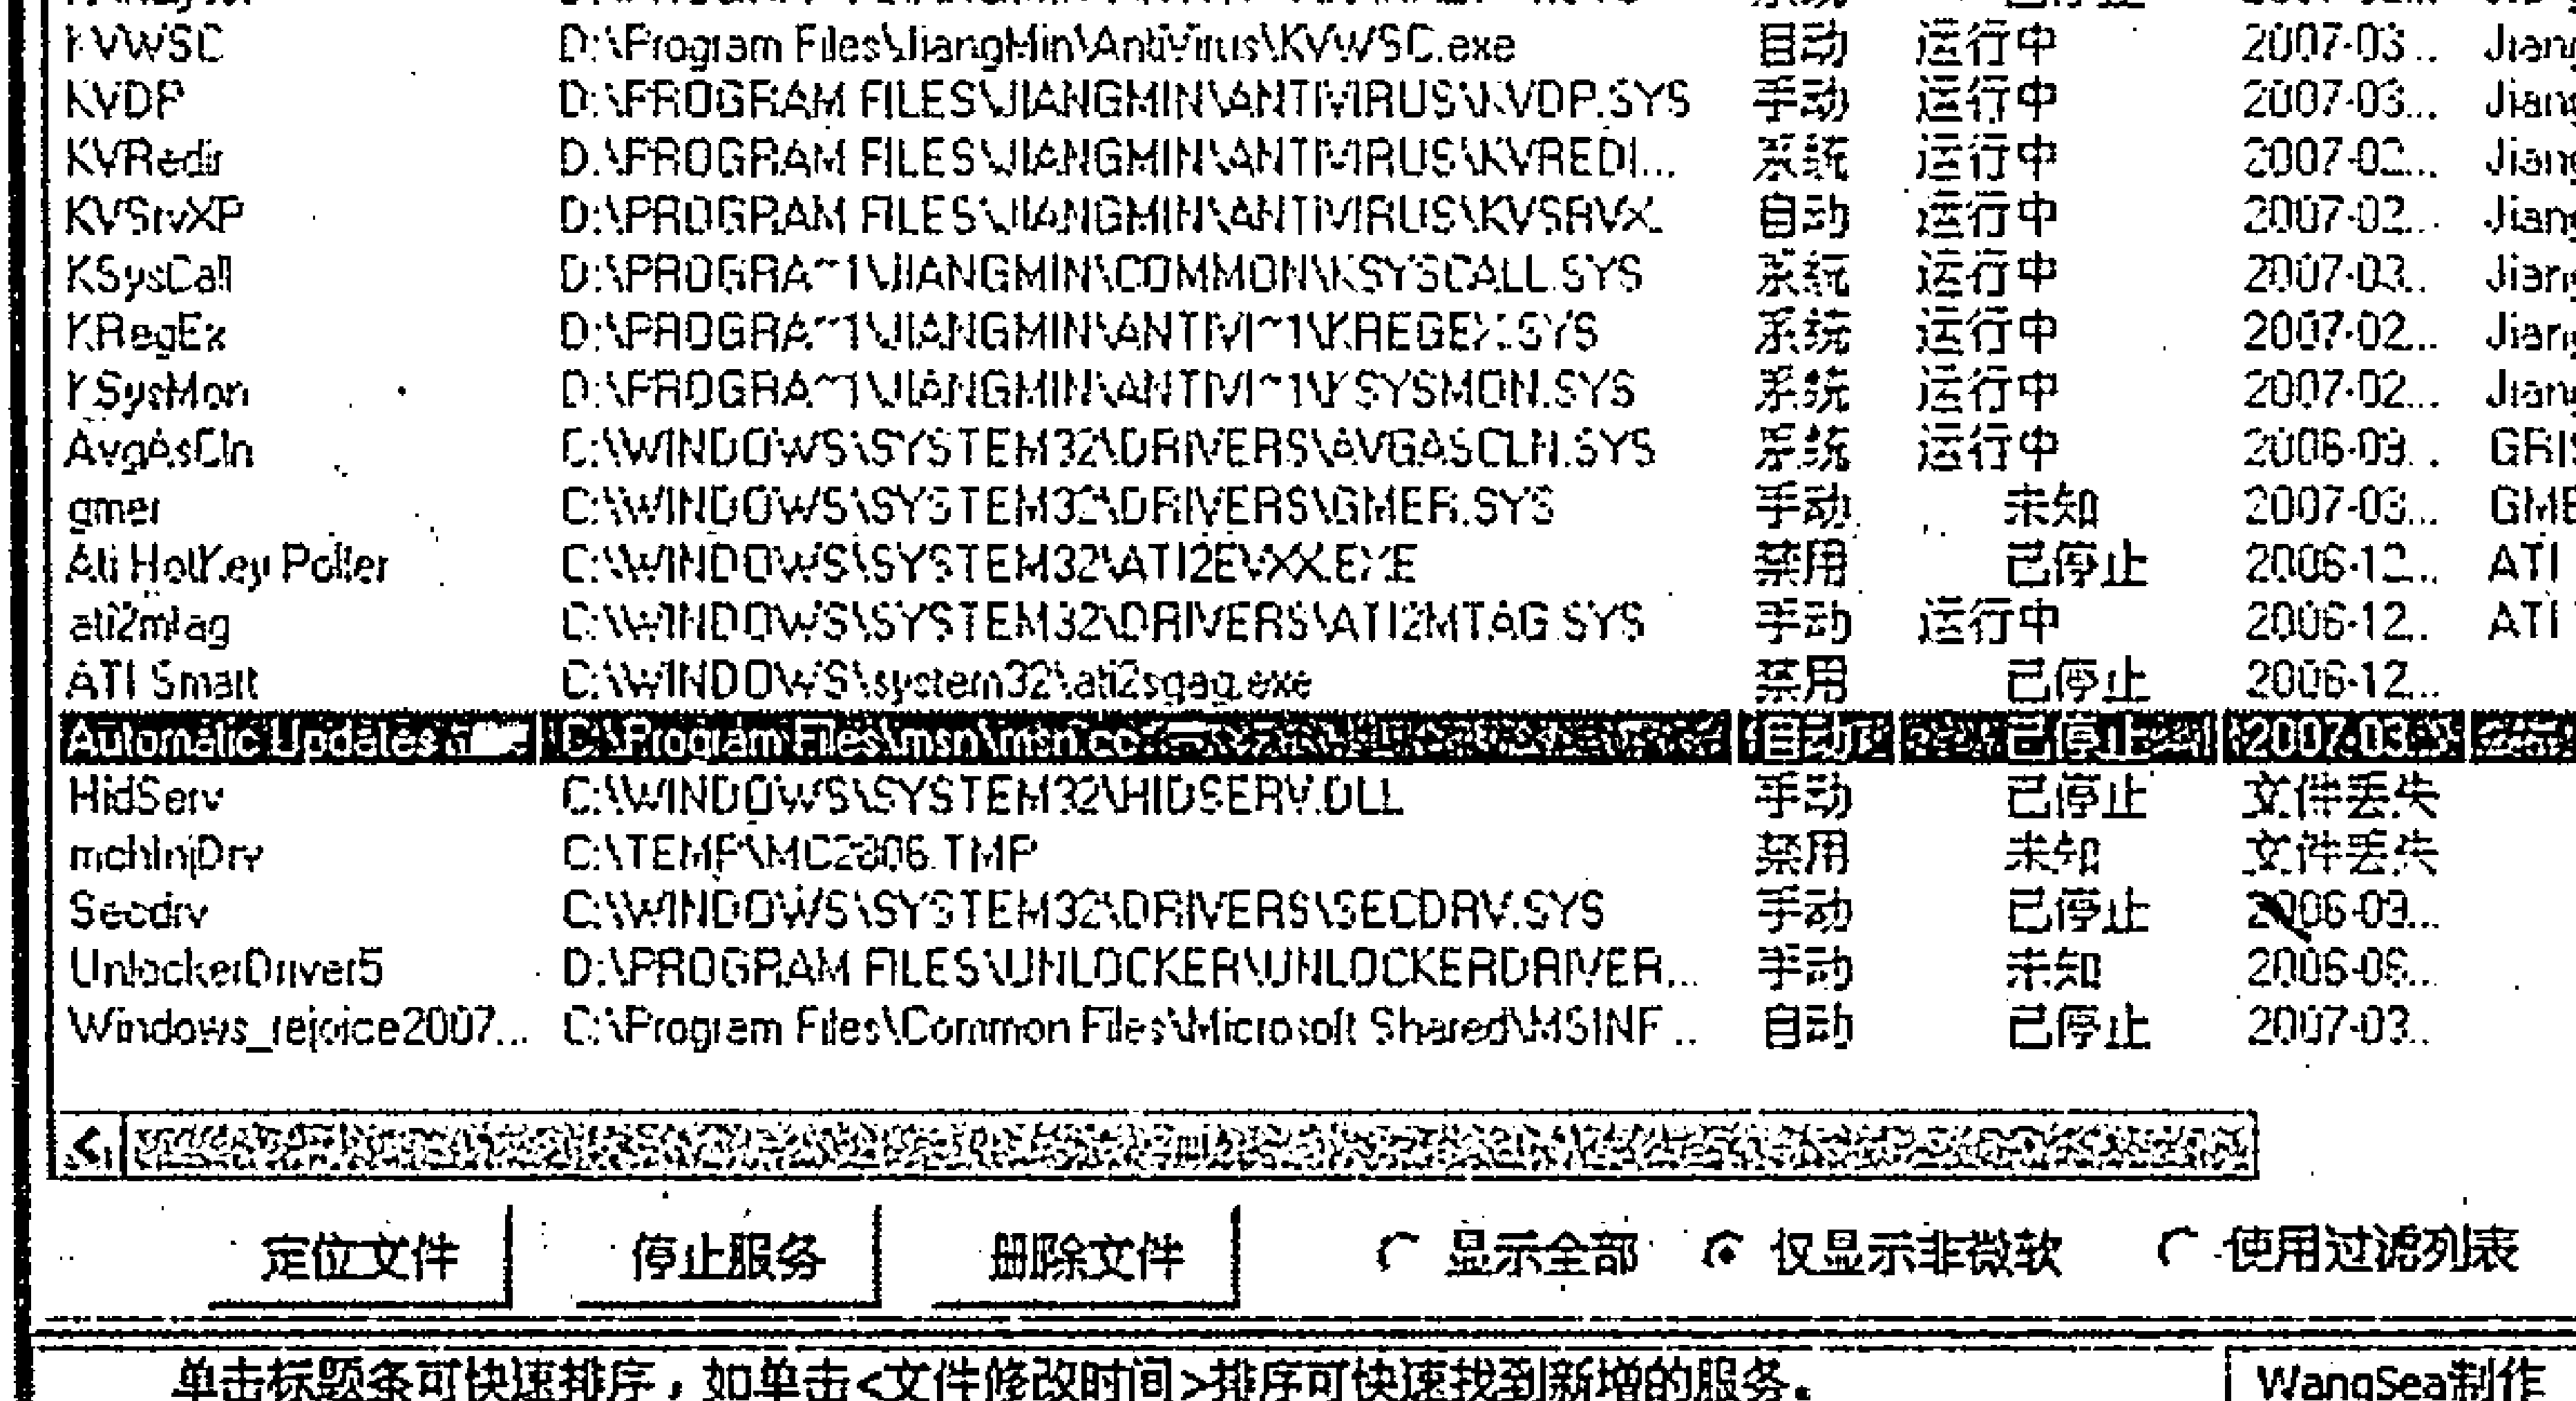 KVWSC D:\Program Files\JiangMin\AntiVirus\KVWSC.exe 自动 运行中 2007-03... Jiang
KVDP D:\PROGRAM FILES\JIANGMIN\ANTIVIRUS\KVDP.SYS 手动 运行中 2007-03... Jiang
KVRedir D:\PROGRAM FILES\JIANGMIN\ANTIVIRUS\KVREDI... 系统 运行中 2007-02... Jiang
KVSrvXP D:\PROGRAM FILES\JIANGMIN\ANTIVIRUS\KVSRVX. 自动 运行中 2007-02... Jiang
KSysCall D:\PROGRA~1\JIANGMIN\COMMON\KSYSCALL.SYS 系统 运行中 2007-03.. Jiang
KRegEx D:\PROGRA~1\JIANGMIN\ANTIVI~1\KREGEX.SYS 系统 运行中 2007-02... Jiang
KSysMon D:\PROGRA~1\JIANGMIN\ANTIVI~1\KSYSMON.SYS 系统 运行中 2007-02... Jiang
AvgAsCln C:\WINDOWS\SYSTEM32\DRIVERS\AVGASCLN.SYS 系统 运行中 2006-09... GRIS
gmer C:\WINDOWS\SYSTEM32\DRIVERS\GMER.SYS 手动 未知 2007-03... GME
Ati HotKey Poller C:\WINDOWS\SYSTEM32\ATI2EVXX.EXE 禁用 已停止 2006-12... ATI
ati2mtag C:\WINDOWS\SYSTEM32\DRIVERS\ATI2MTAG.SYS 手动 运行中 2006-12.. ATI
ATI Smart C:\WINDOWS\system32\ati2sgag.exe 禁用 已停止 2006-12...
Automatic Updates C:\Program Files\msn\msn.cc 自动 已停止 2007-03
HidServ C:\WINDOWS\SYSTEM32\HIDSERV.DLL 手动 已停止 文件丢失
mchInjDrv C:\TEMP\MC2806.TMP 禁用 未知 文件丢失
Secdrv C:\WINDOWS\SYSTEM32\DRIVERS\SECDRV.SYS 手动 已停止 2006-09...
UnlockerDriver5 D:\PROGRAM FILES\UNLOCKER\UNLOCKERDRIVER... 手动 未知 2006-06...
Windows_rejoice2007... C:\Program Files\Common Files\Microsoft Shared\MSINF .. 自动 已停止 2007-03..
定位文件 停止服务 删除文件 显示全部 仅显示非微软 使用过滤列表
单击标题条可快速排序，如单击<文件修改时间>排序可快速找到新增的服务。 WangSea制作